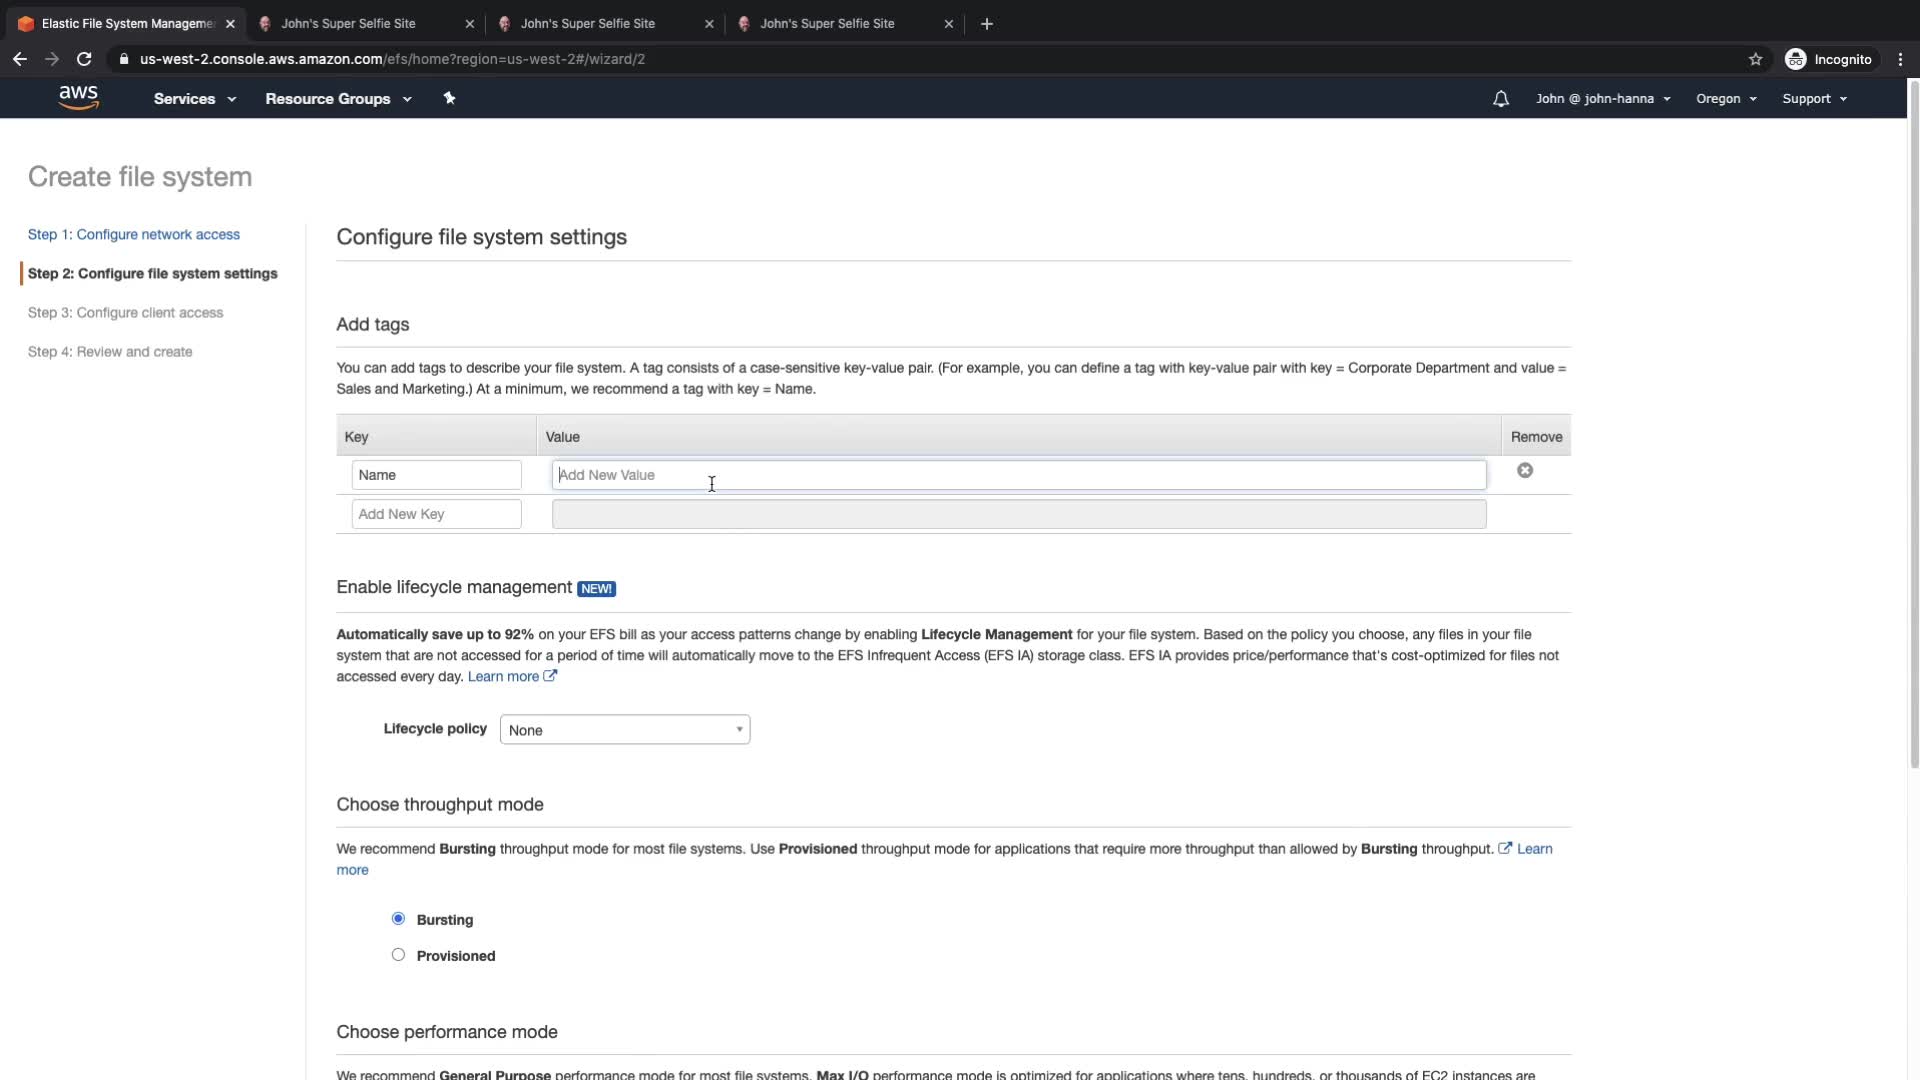 Elastic File System Manageme
John's Super Selfie Site
John's Super Selfie Site
John's Super Selfie Site
us-west-2.console.aws.amazon.com/efs/home?region=us-west-2#/wizard/2
Incognito
aws
Services
Resource Groups
John @ john-hanna
Oregon
Support
Create file system
Step 1: Configure network access
Step 2: Configure file system settings
Step 3: Configure client access
Step 4: Review and create
Configure file system settings
Add tags
You can add tags to describe your file system. A tag consists of a case-sensitive key-value pair. (For example, you can define a tag with key-value pair with key = Corporate Department and value =
Sales and Marketing.) At a minimum, we recommend a tag with key = Name.
Key
Value
Remove
Name
Add New Value
Add New Key
Enable lifecycle management NEW!
Automatically save up to 92% on your EFS bill as your access patterns change by enabling Lifecycle Management for your file system. Based on the policy you choose, any files in your file
system that are not accessed for a period of time will automatically move to the EFS Infrequent Access (EFS IA) storage class. EFS IA provides price/performance that's cost-optimized for files not
accessed every day. Learn more
Lifecycle policy
None
Choose throughput mode
We recommend Bursting throughput mode for most file systems. Use Provisioned throughput mode for applications that require more throughput than allowed by Bursting throughput. Learn
more
Bursting
Provisioned
Choose performance mode
We recommend General Purpose performance mode for most file systems. Max I/O performance mode is optimized for applications where tens, hundreds, or thousands of EC2 instances are